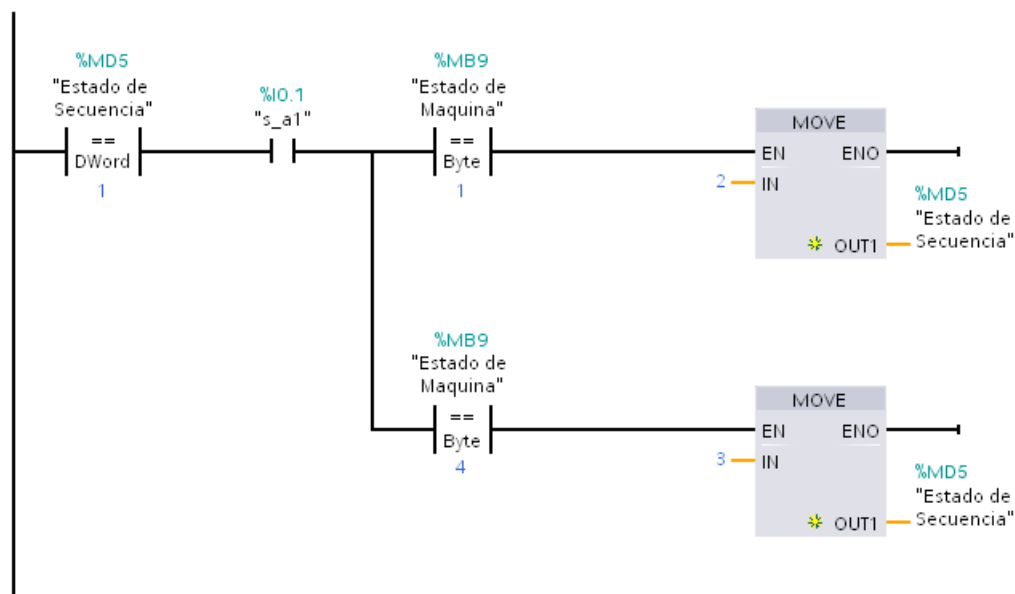 %MD5
"Estado de
Secuencia"
==
DWord
1
%I0.1
"s_a1"
%MB9
"Estado de
Maquina"
==
Byte
1
MOVE
EN ENO
2 IN
OUT1
%MD5
"Estado de
Secuencia"
%MB9
"Estado de
Maquina"
==
Byte
4
MOVE
EN ENO
3 IN
OUT1
%MD5
"Estado de
Secuencia"